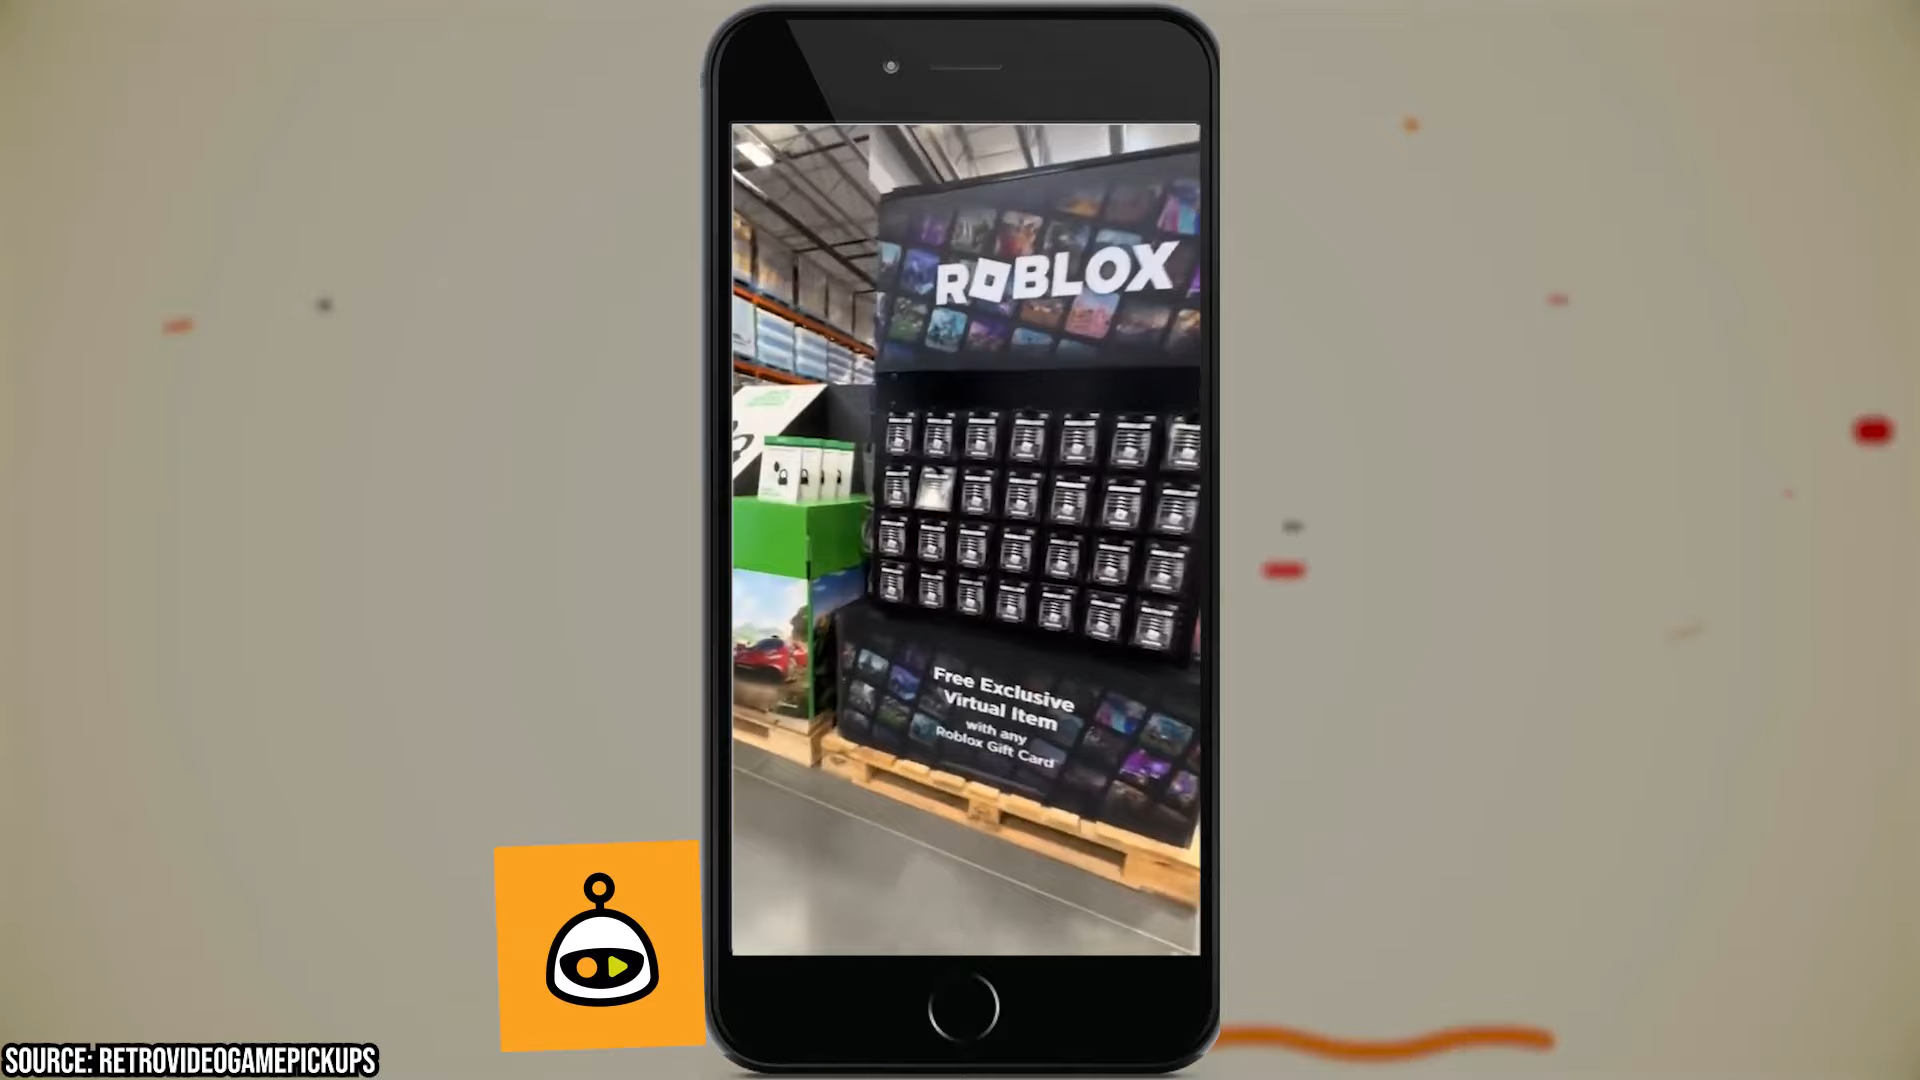 ROBLOX
Free Exclusive
Virtual Item
with any
Roblox Gift Card
SOURCE: RETROVIDEOGAMEPICKUPS